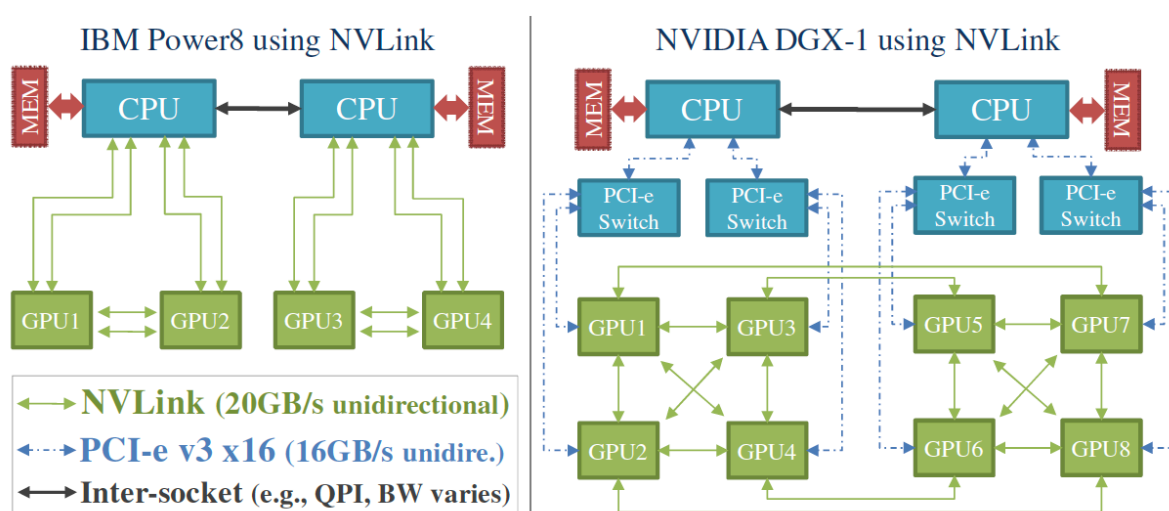 IBM Power8 using NVLink
MEM
CPU
CPU
MEM
GPU1
GPU2
GPU3
GPU4
NVLink (20GB/s unidirectional)
PCI-e v3 x16 (16GB/s unidire.)
Inter-socket (e.g., QPI, BW varies)
NVIDIA DGX-1 using NVLink
MEM
CPU
CPU
MEM
PCI-e
Switch
PCI-e
Switch
PCI-e
Switch
PCI-e
Switch
GPU1
GPU3
GPU5
GPU7
GPU2
GPU4
GPU6
GPU8